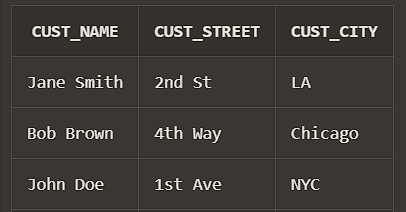 CUST_NAME CUST_STREET CUST_CITY
Jane Smith 2nd St LA
Bob Brown 4th Way Chicago
John Doe 1st Ave NYC